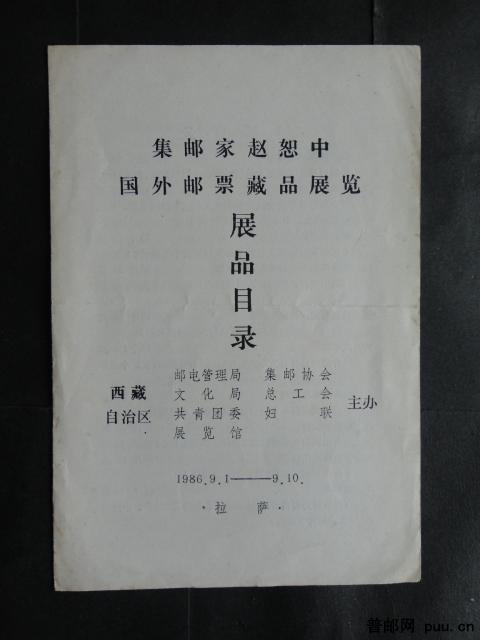 集邮家赵恕中
国外邮票藏品展览
展品目录
西藏
自治区
邮电管理局 集邮协会
文化局 总工会
共青团委 妇联
展览馆
主办
1986.9.1——9.10.
·拉萨·
普邮网 puu.cn